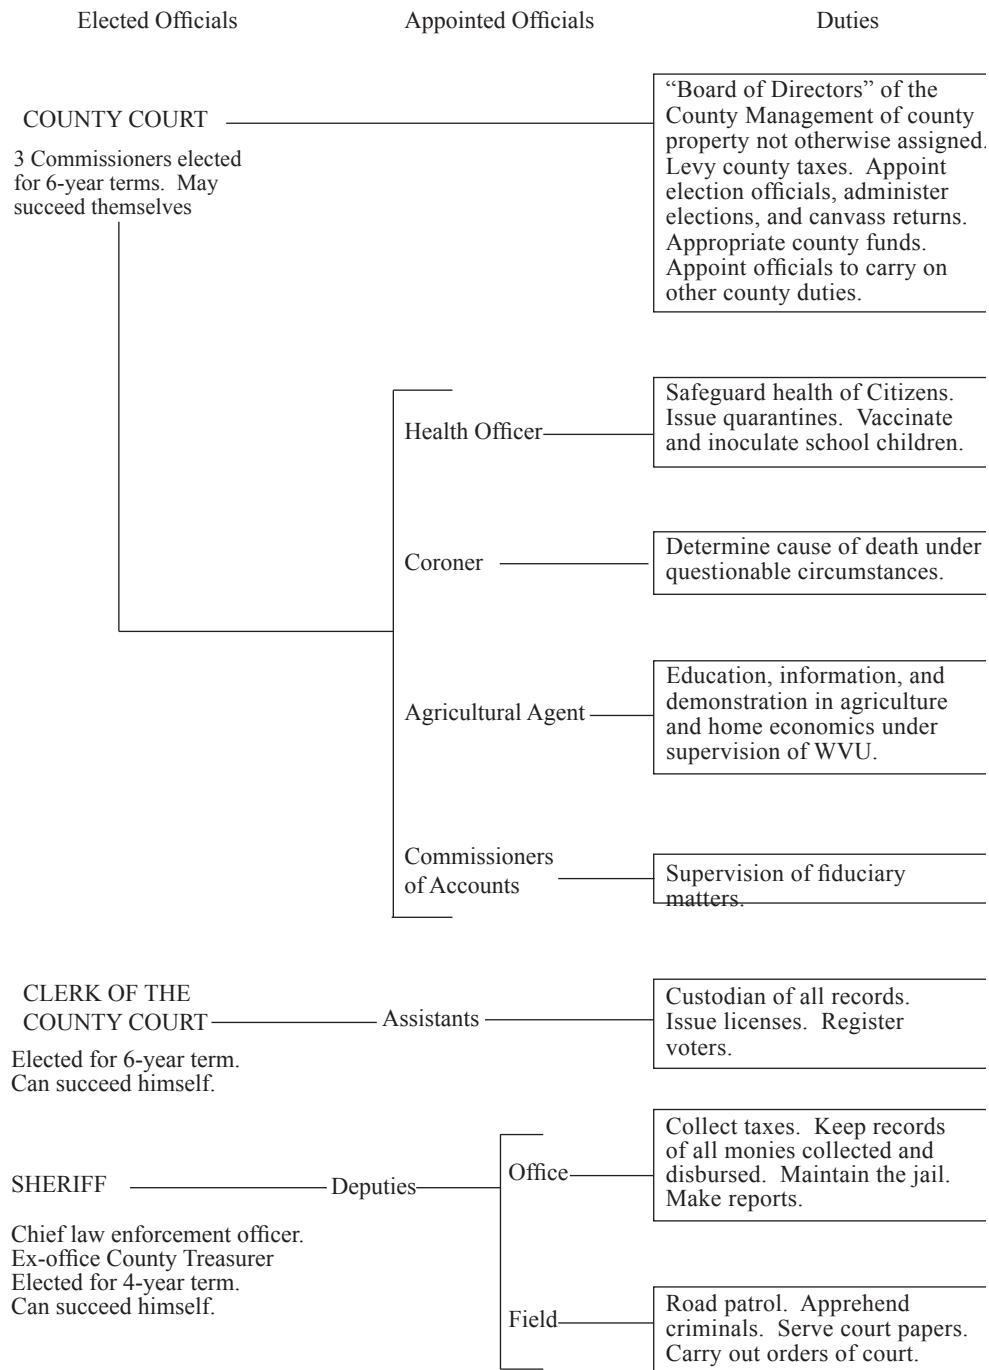 Elected Officials
Appointed Officials
Duties
COUNTY COURT
3 Commissioners elected
for 6-year terms.  May
succeed themselves
“Board of Directors” of the
County Management of county
property not otherwise assigned.
Levy county taxes.  Appoint
election officials, administer
elections, and canvass returns.
Appropriate county funds.
Appoint officials to carry on
other county duties.
Health Officer
Safeguard health of Citizens.
Issue quarantines.  Vaccinate
and inoculate school children.
Coroner
Determine cause of death under
questionable circumstances.
Agricultural Agent
Education, information, and
demonstration in agriculture
and home economics under
supervision of WVU.
Commissioners
of Accounts
Supervision of fiduciary
matters.
CLERK OF THE
COUNTY COURT
Elected for 6-year term.
Can succeed himself.
Assistants
Custodian of all records.
Issue licenses.  Register
voters.
SHERIFF
Chief law enforcement officer.
Ex-office County Treasurer
Elected for 4-year term.
Can succeed himself.
Deputies
Office
Collect taxes.  Keep records
of all monies collected and
disbursed.  Maintain the jail.
Make reports.
Field
Road patrol.  Apprehend
criminals.  Serve court papers.
Carry out orders of court.